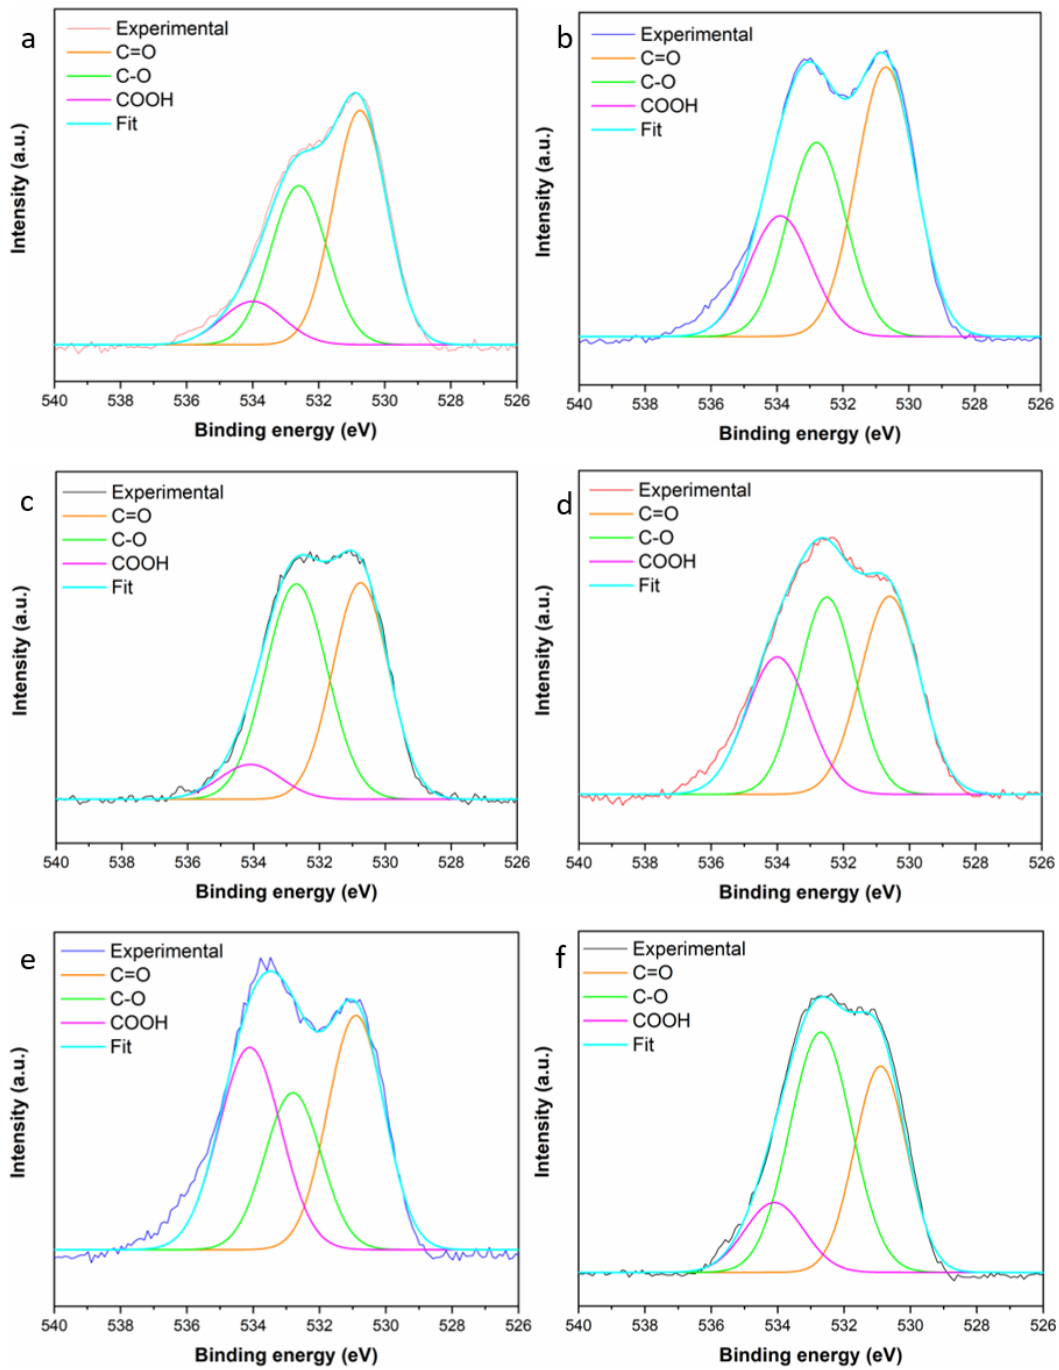 a
Experimental
C=O
C-O
COOH
Fit
Intensity (a.u.)
540 538 536 534 532 530 528 526
Binding energy (eV)
b
Experimental
C=O
C-O
COOH
Fit
Intensity (a.u.)
540 538 536 534 532 530 528 526
Binding energy (eV)
c
Experimental
C=O
C-O
COOH
Fit
Intensity (a.u.)
540 538 536 534 532 530 528 526
Binding energy (eV)
d
Experimental
C=O
C-O
COOH
Fit
Intensity (a.u.)
540 538 536 534 532 530 528 526
Binding energy (eV)
e
Experimental
C=O
C-O
COOH
Fit
Intensity (a.u.)
540 538 536 534 532 530 528 526
Binding energy (eV)
f
Experimental
C=O
C-O
COOH
Fit
Intensity (a.u.)
540 538 536 534 532 530 528 526
Binding energy (eV)